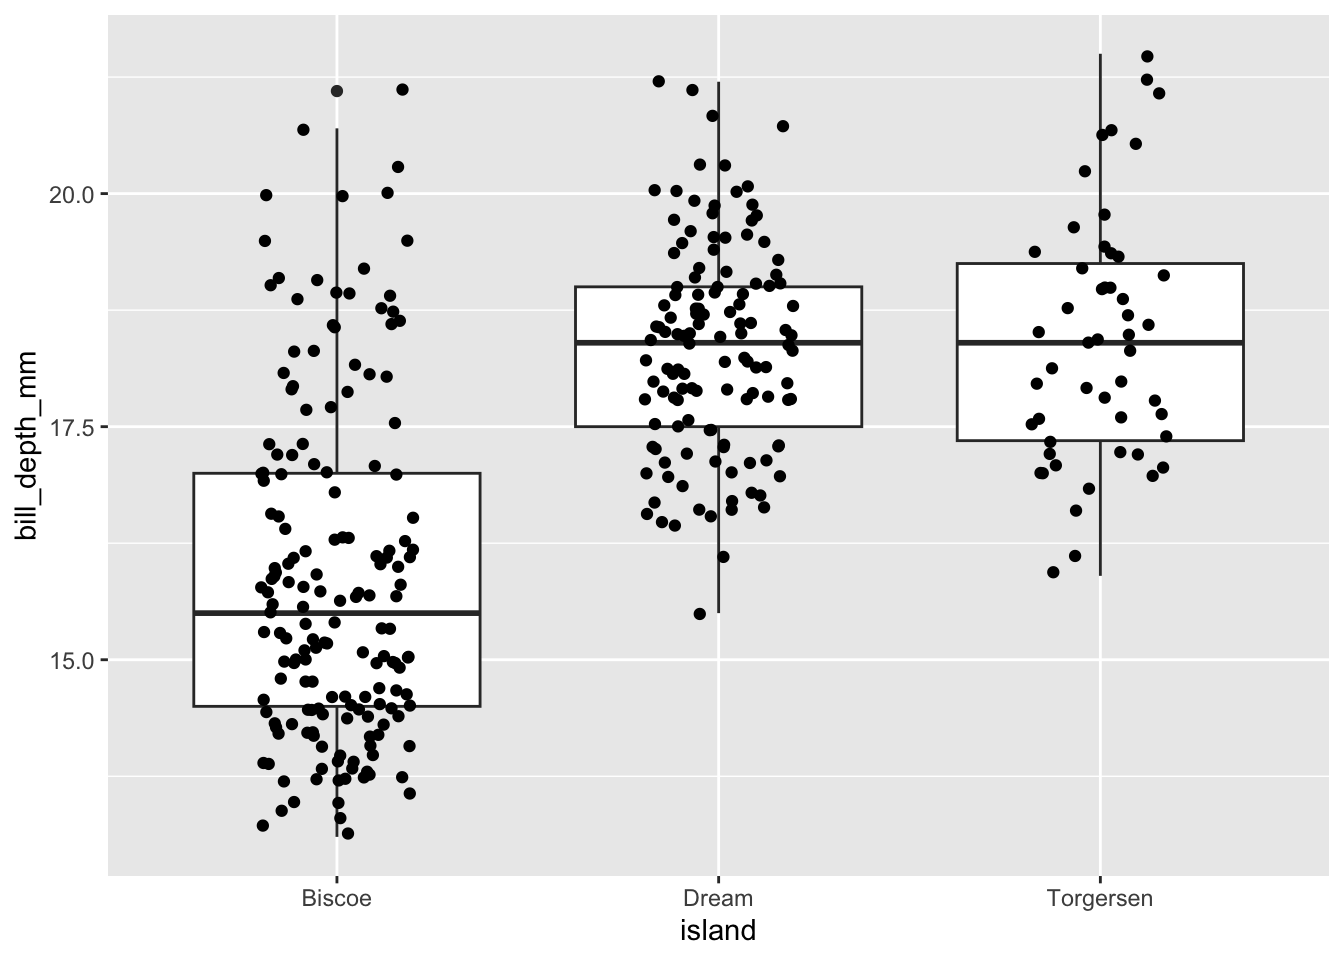 bill_depth_mm
20.0
17.5
15.0
Biscoe
Dream
Torgersen
island